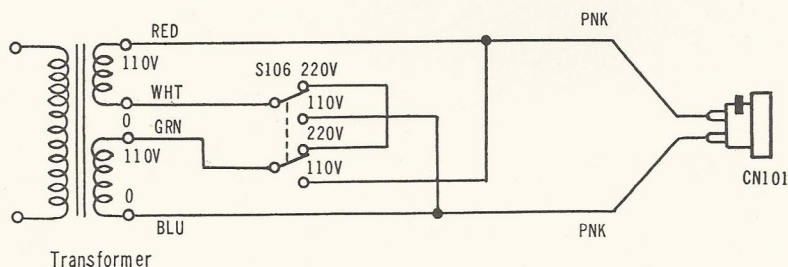 RED
PNK
110V
S106 220V
WHT
110V
0
GRN
220V
110V
110V
CN101
0
BLU
PNK
Transformer